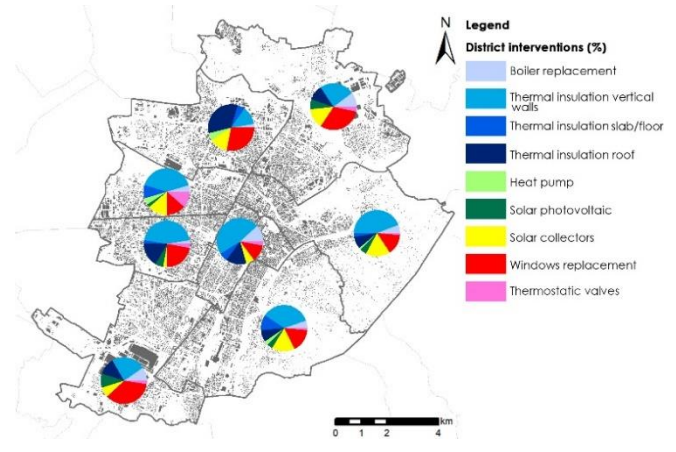 N
Legend
District interventions (%)
Boiler replacement
Thermal insulation vertical
walls
Thermal insulation slab/floor
Thermal insulation roof
Heat pump
Solar photovoltaic
Solar collectors
Windows replacement
Thermostatic valves
km
0 1 2 4